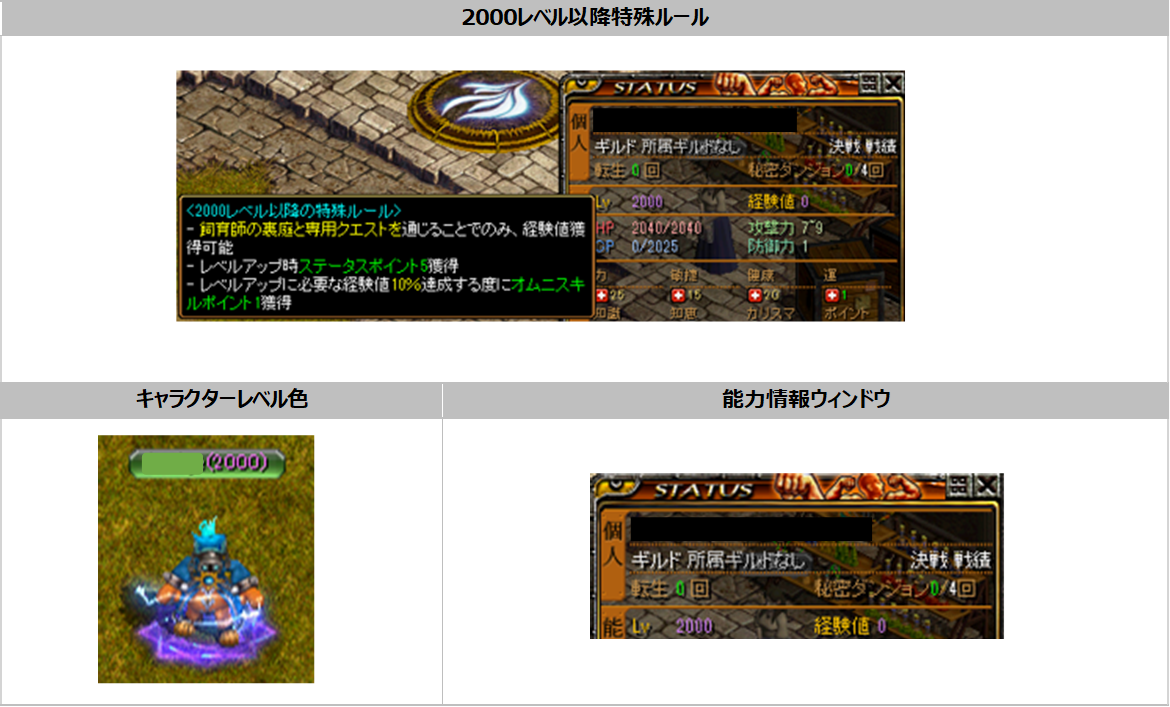 2000レベル以降特殊ルール
STATUS
個人
ギルド 所属ギルドなし 決戦 戦績
転生 0 回 秘密ダンジョン 0/4回
Lv 2000 経験値 0
HP 2040/2040 攻撃力 7~9
CP 0/2025 防御力 1
力 敏捷 健康 運
25 15 20 1
知識 知恵 カリスマ ポイント
<2000レベル以降の特殊ルール>
- 飼育師の裏庭と専用クエストを通じることでのみ、経験値獲
得可能
- レベルアップ時ステータスポイント5獲得
- レベルアップに必要な経験値10%達成する度にオムニスキ
ルポイント1獲得
キャラクターレベル色
能力情報ウィンドウ
(2000)
STATUS
個人
ギルド 所属ギルドなし 決戦 戦績
転生 0 回 秘密ダンジョン 0/4回
能 Lv 2000 経験値 0